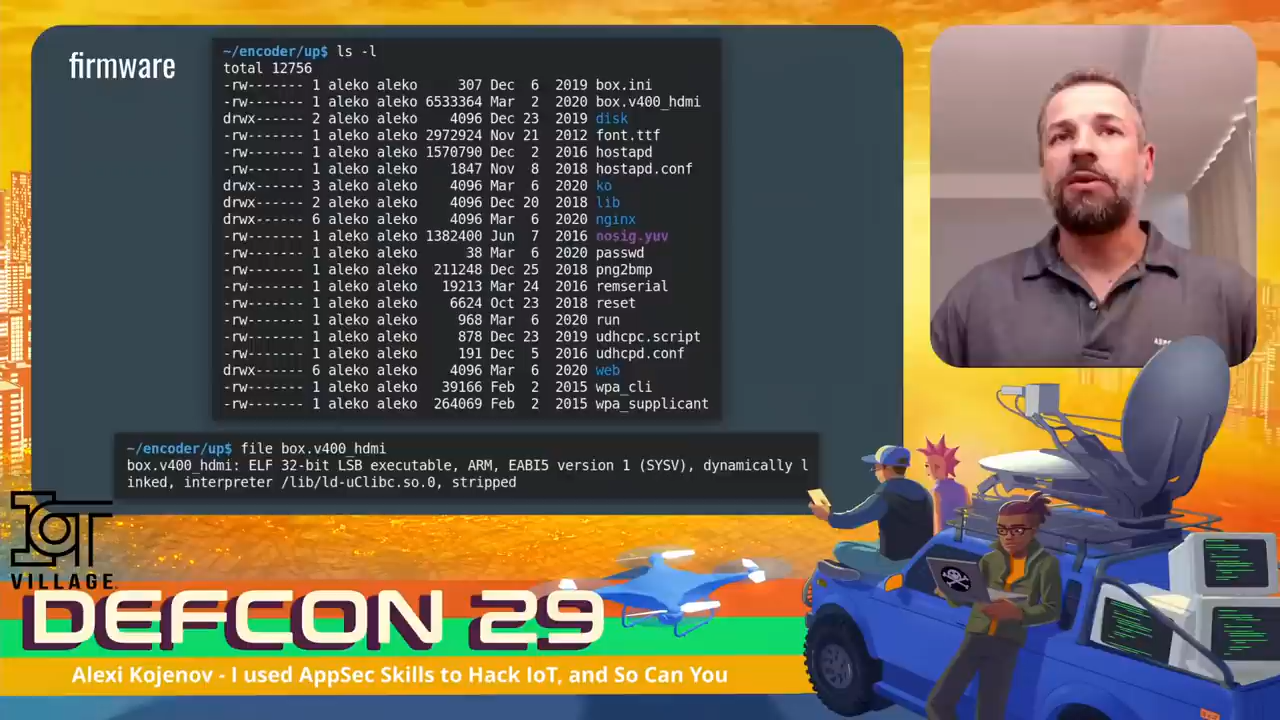 firmware
~/encoder/up$ ls -l
total 12756
-rw------- 1 aleko aleko     307 Dec  6  2019 box.ini
-rw------- 1 aleko aleko 6533364 Mar  2  2020 box.v400_hdmi
drwx------ 2 aleko aleko    4096 Dec 23  2019 disk
-rw------- 1 aleko aleko 2972924 Nov 21  2012 font.ttf
-rw------- 1 aleko aleko 1570790 Dec  2  2016 hostapd
-rw------- 1 aleko aleko    1847 Nov  8  2018 hostapd.conf
drwx------ 3 aleko aleko    4096 Mar  6  2020 ko
drwx------ 2 aleko aleko    4096 Dec 20  2018 lib
drwx------ 6 aleko aleko    4096 Mar  6  2020 nginx
-rw------- 1 aleko aleko 1382400 Jun  7  2016 nosig.yuv
-rw------- 1 aleko aleko      38 Mar  6  2020 passwd
-rw------- 1 aleko aleko  211248 Dec 25  2018 png2bmp
-rw------- 1 aleko aleko   19213 Mar 24  2016 remserial
-rw------- 1 aleko aleko    6624 Oct 23  2018 reset
-rw------- 1 aleko aleko     968 Mar  6  2020 run
-rw------- 1 aleko aleko     878 Dec 23  2019 udhcpc.script
-rw------- 1 aleko aleko     191 Dec  5  2016 udhcpd.conf
drwx------ 6 aleko aleko    4096 Mar  6  2020 web
-rw------- 1 aleko aleko   39166 Feb  2  2015 wpa_cli
-rw------- 1 aleko aleko  264069 Feb  2  2015 wpa_supplicant
~/encoder/up$ file box.v400_hdmi
box.v400_hdmi: ELF 32-bit LSB executable, ARM, EABI5 version 1 (SYSV), dynamically l
inked, interpreter /lib/ld-uClibc.so.0, stripped
IOT
VILLAGE
DEFCON 29
Alexi Kojenov - I used AppSec Skills to Hack IoT, and So Can You